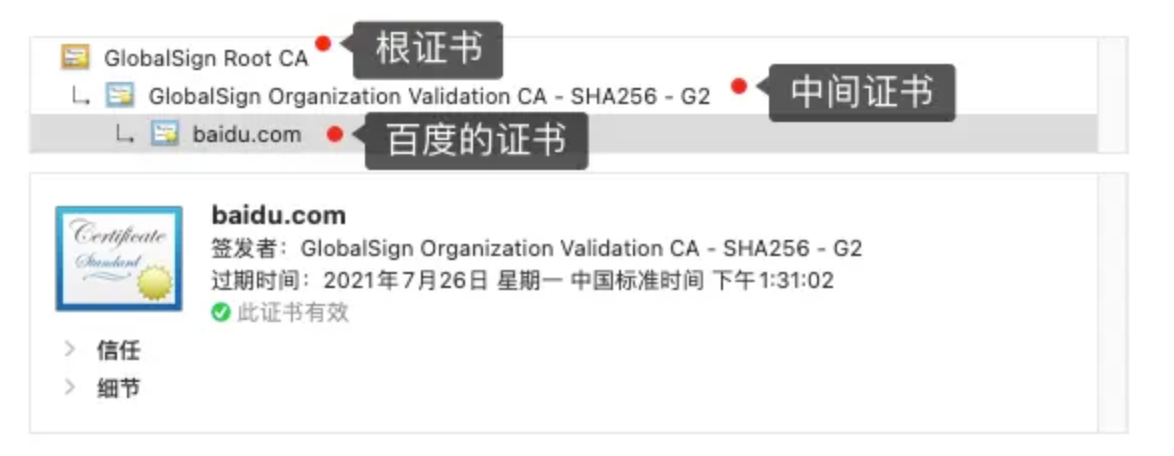 GlobalSign Root CA
根证书
GlobalSign Organization Validation CA - SHA256 - G2
中间证书
baidu.com
百度的证书
Certificate
Standard
baidu.com
签发者：GlobalSign Organization Validation CA - SHA256 - G2
过期时间：2021年7月26日 星期一 中国标准时间 下午1:31:02
此证书有效
信任
细节